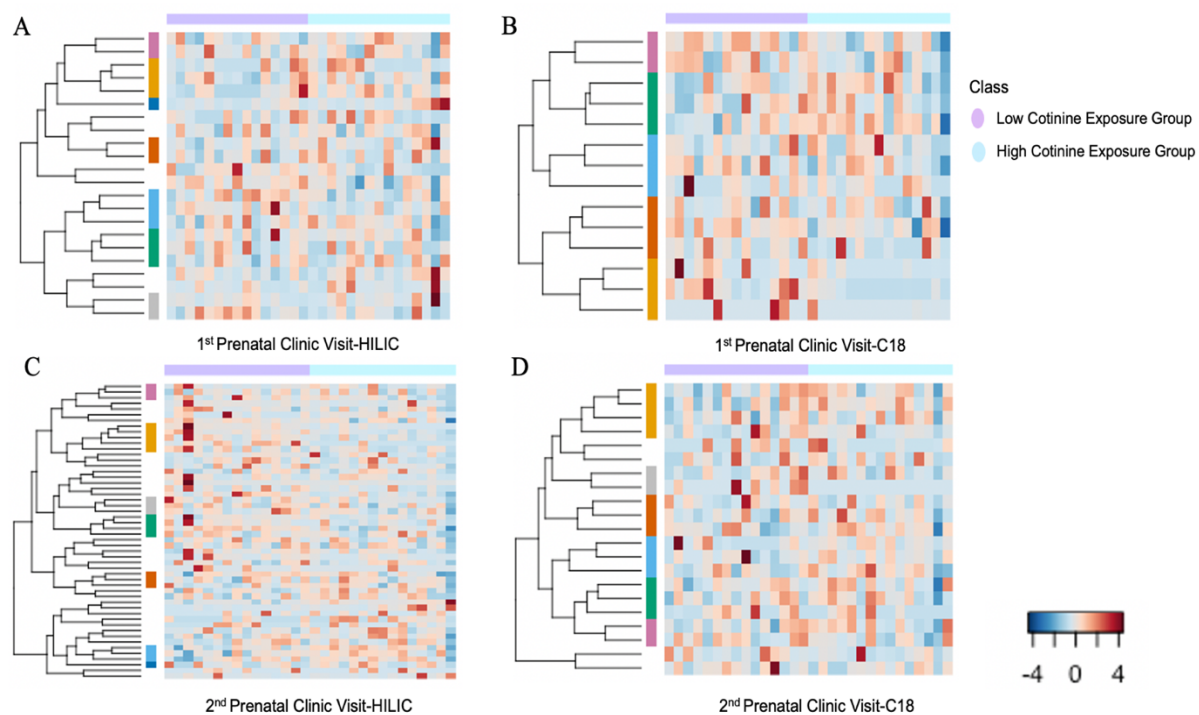 A
B
Class
Low Cotinine Exposure Group
High Cotinine Exposure Group
1st Prenatal Clinic Visit-HILIC
1st Prenatal Clinic Visit-C18
C
D
2nd Prenatal Clinic Visit-HILIC
2nd Prenatal Clinic Visit-C18
-4 0 4